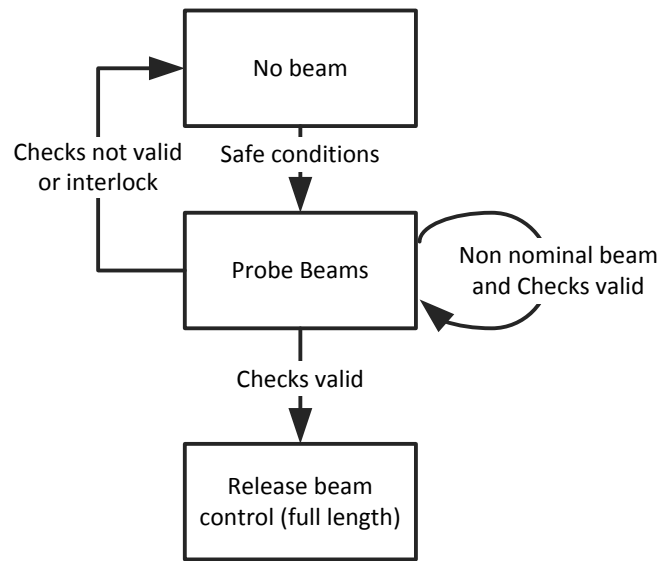 No beam
Checks not valid
or interlock
Safe conditions
Probe Beams
Non nominal beam
and Checks valid
Checks valid
Release beam
control (full length)